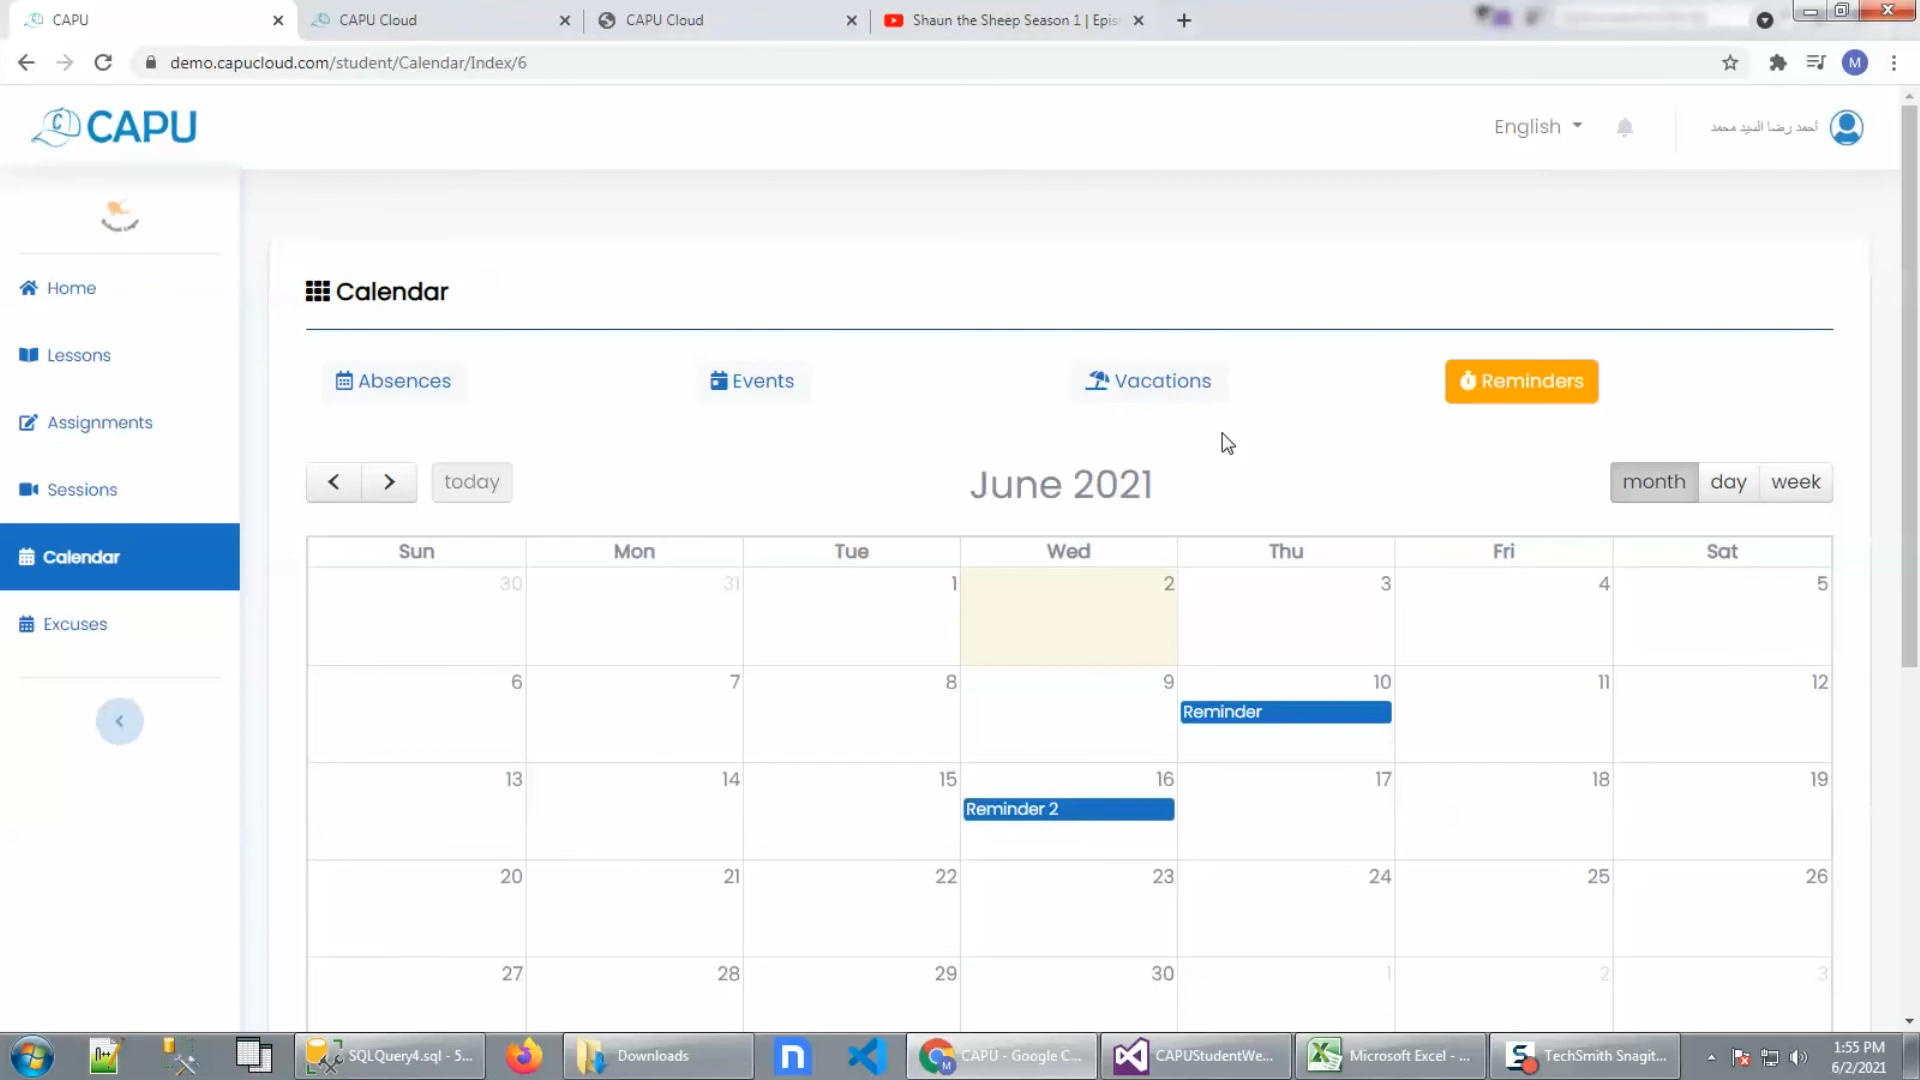 CAPU
CAPU Cloud
CAPU Cloud
Shaun the Sheep Season 1 | Epis
demo.capucloud.com/student/Calendar/Index/6
M
CAPU
English
أحمد رضا السيد محمد
Home
Lessons
Assignments
Sessions
Calendar
Excuses
Calendar
Absences
Events
Vacations
Reminders
today
June 2021
month
day
week
Sun Mon Tue Wed Thu Fri Sat
30 31 1 2 3 4 5
6 7 8 9 10 11 12
Reminder
13 14 15 16 17 18 19
Reminder 2
20 21 22 23 24 25 26
27 28 29 30 1 2 3
SQLQuery4.sql - 5...
Downloads
CAPU - Google C...
CAPUStudentWe...
Microsoft Excel - ...
TechSmith Snagit...
1:55 PM
6/2/2021